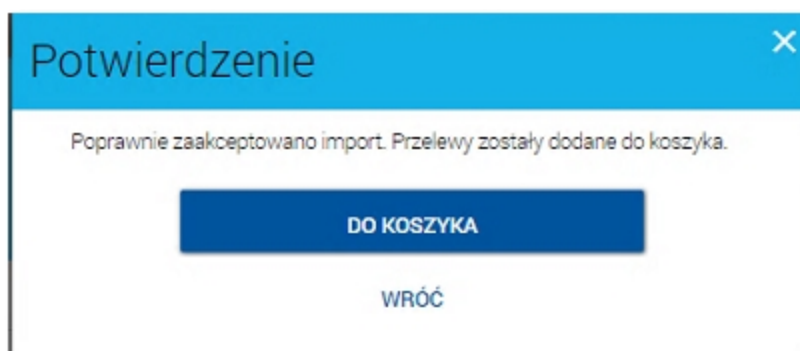 Potwierdzenie
Poprawnie zaakceptowano import. Przelewy zostały dodane do koszyka.
DO KOSZYKA
WRÓĆ